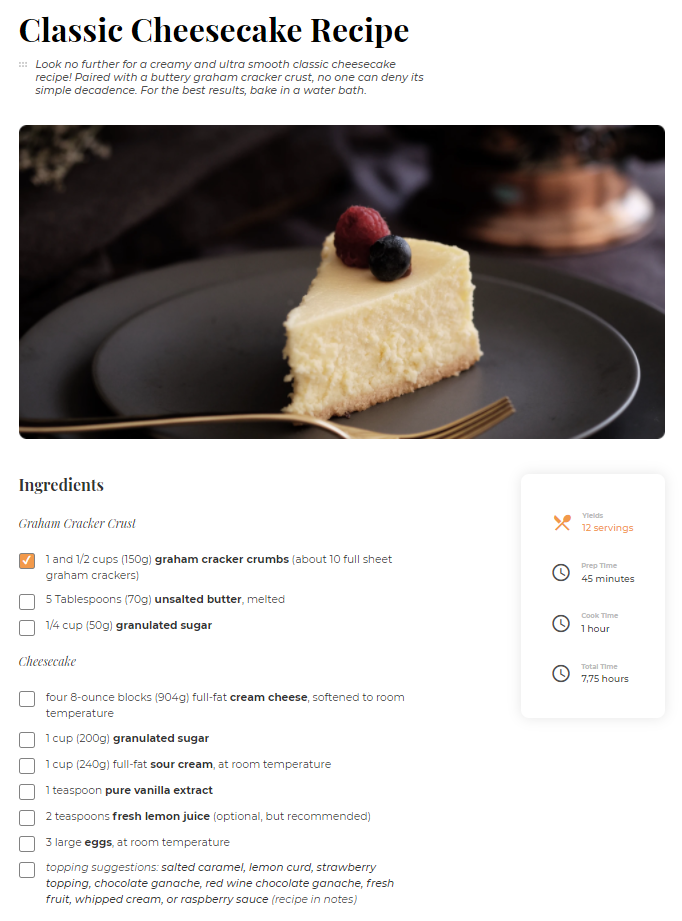 Classic Cheesecake Recipe
Look no further for a creamy and ultra smooth classic cheesecake
recipe! Paired with a buttery graham cracker crust, no one can deny its
simple decadence. For the best results, bake in a water bath.
Ingredients
Graham Cracker Crust
1 and 1/2 cups (150g) graham cracker crumbs (about 10 full sheet
graham crackers)
5 Tablespoons (70g) unsalted butter, melted
1/4 cup (50g) granulated sugar
Cheesecake
four 8-ounce blocks (904g) full-fat cream cheese, softened to room
temperature
1 cup (200g) granulated sugar
1 cup (240g) full-fat sour cream, at room temperature
1 teaspoon pure vanilla extract
2 teaspoons fresh lemon juice (optional, but recommended)
3 large eggs, at room temperature
topping suggestions: salted caramel, lemon curd, strawberry
topping, chocolate ganache, red wine chocolate ganache, fresh
fruit, whipped cream, or raspberry sauce (recipe in notes)
Yields
12 servings
Prep Time
45 minutes
Cook Time
1 hour
Total Time
7,75 hours